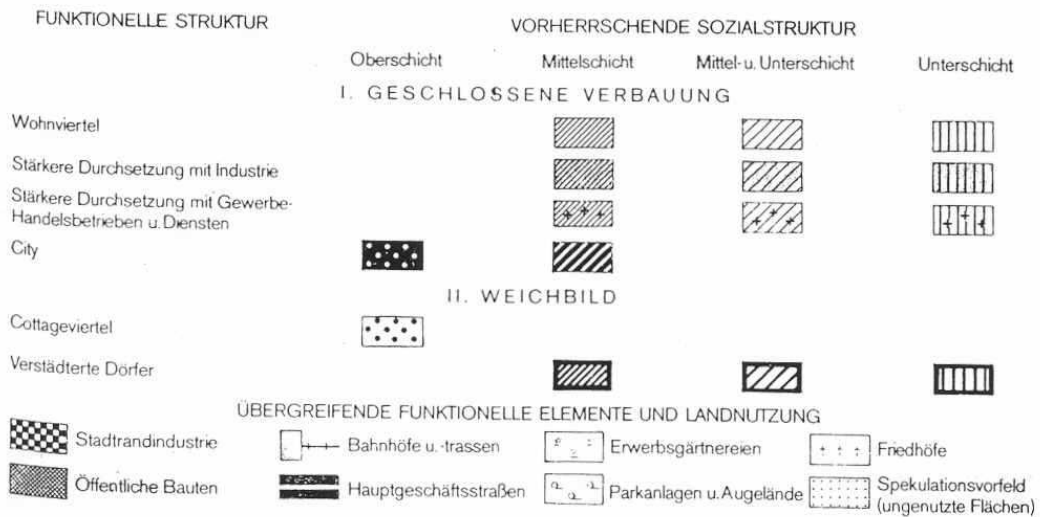 FUNKTIONELLE STRUKTUR
VORHERRSCHENDE SOZIALSTRUKTUR
Oberschicht Mittelschicht Mittel- u. Unterschicht Unterschicht
I. GESCHLOSSENE VERBAUUNG
Wohnviertel
Stärkere Durchsetzung mit Industrie
Stärkere Durchsetzung mit Gewerbe-
Handelsbetrieben u. Diensten
City
II. WEICHBILD
Cottageviertel
Verstädterte Dörfer
ÜBERGREIFENDE FUNKTIONELLE ELEMENTE UND LANDNUTZUNG
Stadtrandindustrie
Bahnhöfe u. -trassen
Erwerbsgärtnereien
Friedhöfe
Öffentliche Bauten
Hauptgeschäftsstraßen
Parkanlagen u. Augelände
Spekulationsvorfeld
(ungenutzte Flächen)